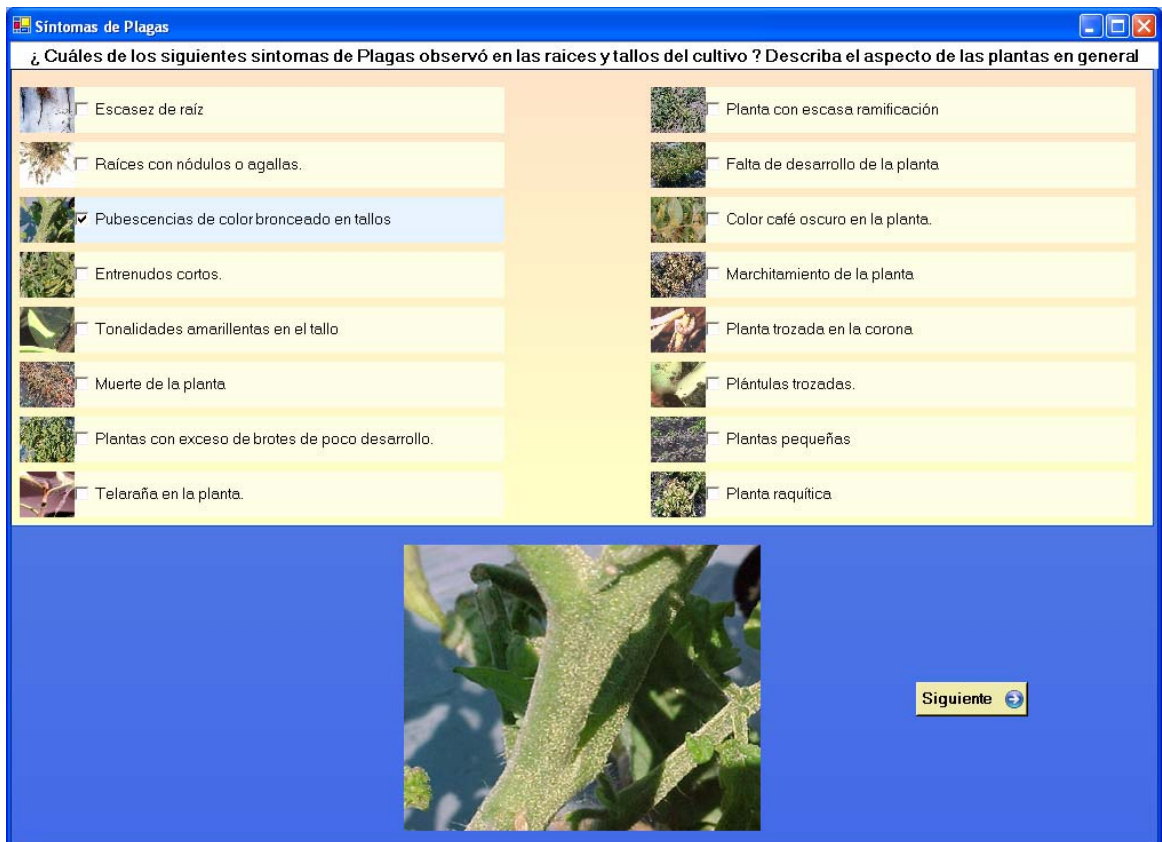 Síntomas de Plagas
¿ Cuáles de los siguientes sintomas de Plagas observó en las raices y tallos del cultivo ? Describa el aspecto de las plantas en general
Escasez de raíz
Raíces con nódulos o agallas.
Pubescencias de color bronceado en tallos
Entrenudos cortos.
Tonalidades amarillentas en el tallo
Muerte de la planta
Plantas con exceso de brotes de poco desarrollo.
Telaraña en la planta.
Planta con escasa ramificación
Falta de desarrollo de la planta
Color café oscuro en la planta.
Marchitamiento de la planta
Planta trozada en la corona
Plántulas trozadas.
Plantas pequeñas
Planta raquítica
Siguiente